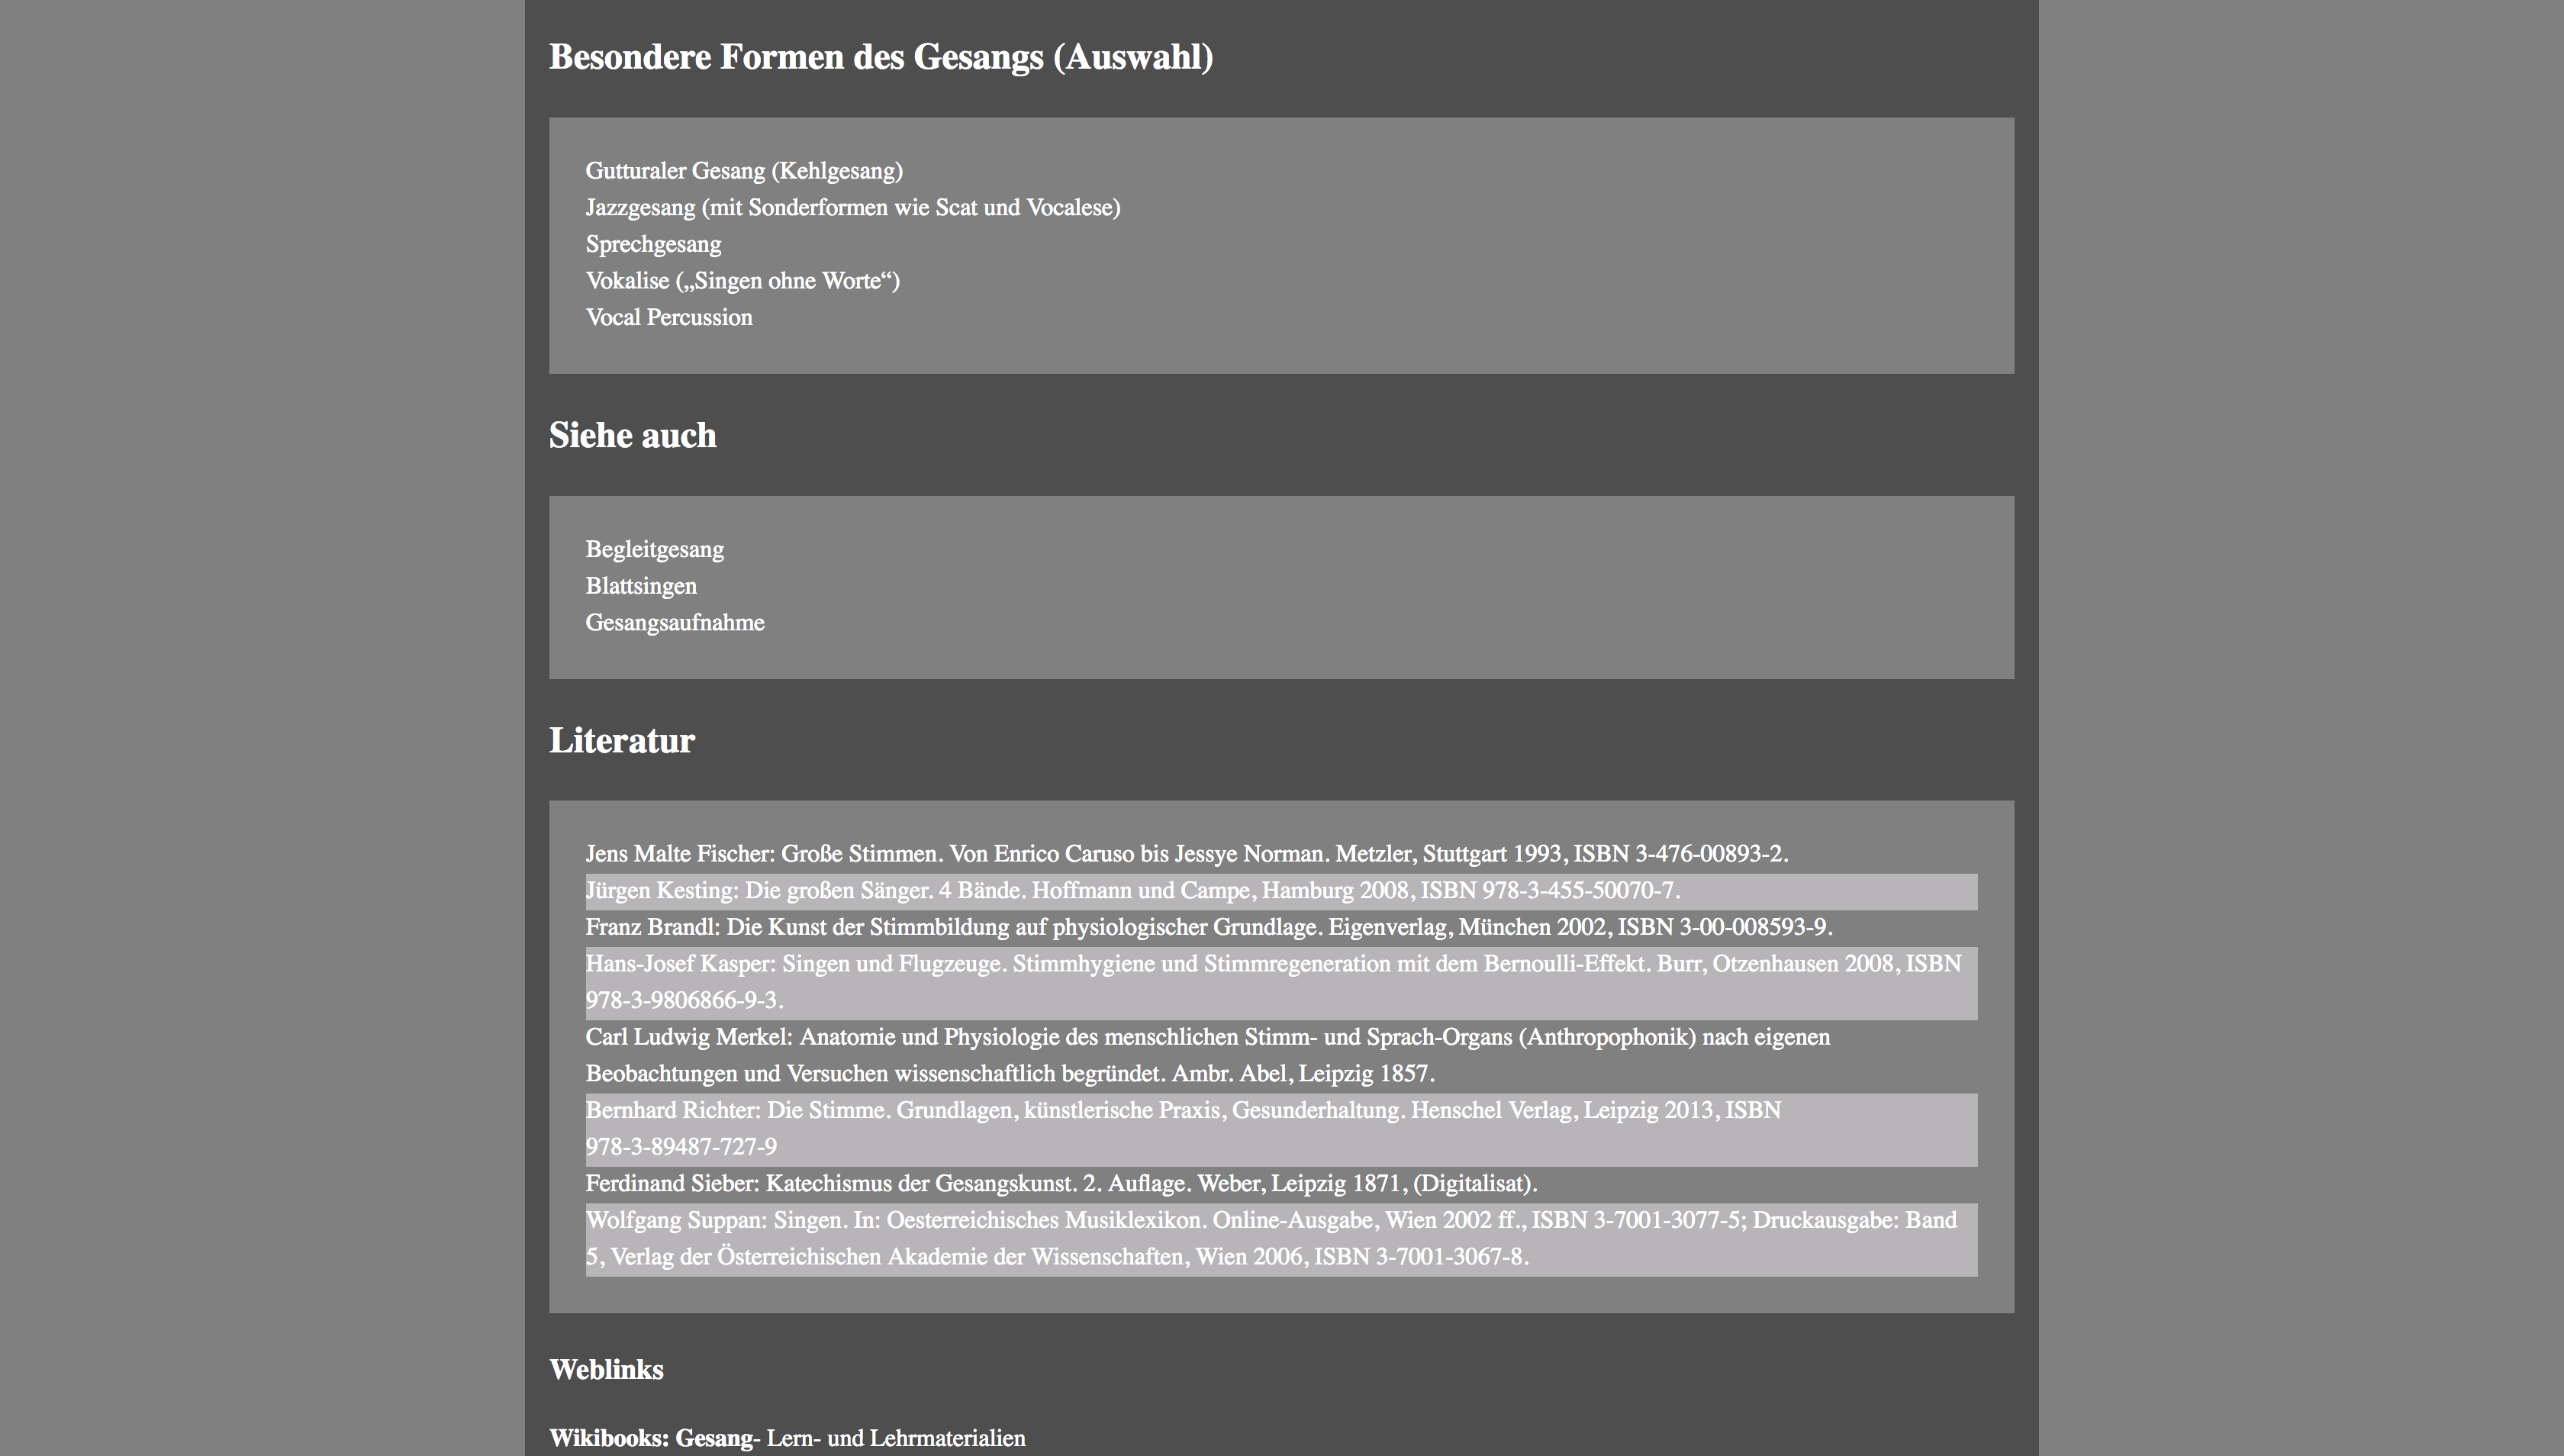 Besondere Formen des Gesangs (Auswahl)
Gutturaler Gesang (Kehlgesang)
Jazzgesang (mit Sonderformen wie Scat und Vocalese)
Sprechgesang
Vokalise („Singen ohne Worte“)
Vocal Percussion
Siehe auch
Begleitgesang
Blattsingen
Gesangsaufnahme
Literatur
Jens Malte Fischer: Große Stimmen. Von Enrico Caruso bis Jessye Norman. Metzler, Stuttgart 1993, ISBN 3-476-00893-2.
Jürgen Kesting: Die großen Sänger. 4 Bände. Hoffmann und Campe, Hamburg 2008, ISBN 978-3-455-50070-7.
Franz Brandl: Die Kunst der Stimmbildung auf physiologischer Grundlage. Eigenverlag, München 2002, ISBN 3-00-008593-9.
Hans-Josef Kasper: Singen und Flugzeuge. Stimmhygiene und Stimmregeneration mit dem Bernoulli-Effekt. Burr, Otzenhausen 2008, ISBN
978-3-9806866-9-3.
Carl Ludwig Merkel: Anatomie und Physiologie des menschlichen Stimm- und Sprach-Organs (Anthropophonik) nach eigenen
Beobachtungen und Versuchen wissenschaftlich begründet. Ambr. Abel, Leipzig 1857.
Bernhard Richter: Die Stimme. Grundlagen, künstlerische Praxis, Gesunderhaltung. Henschel Verlag, Leipzig 2013, ISBN
978-3-89487-727-9
Ferdinand Sieber: Katechismus der Gesangskunst. 2. Auflage. Weber, Leipzig 1871, (Digitalisat).
Wolfgang Suppan: Singen. In: Oesterreichisches Musiklexikon. Online-Ausgabe, Wien 2002 ff., ISBN 3-7001-3077-5; Druckausgabe: Band
5, Verlag der Österreichischen Akademie der Wissenschaften, Wien 2006, ISBN 3-7001-3067-8.
Weblinks
Wikibooks: Gesang- Lern- und Lehrmaterialien